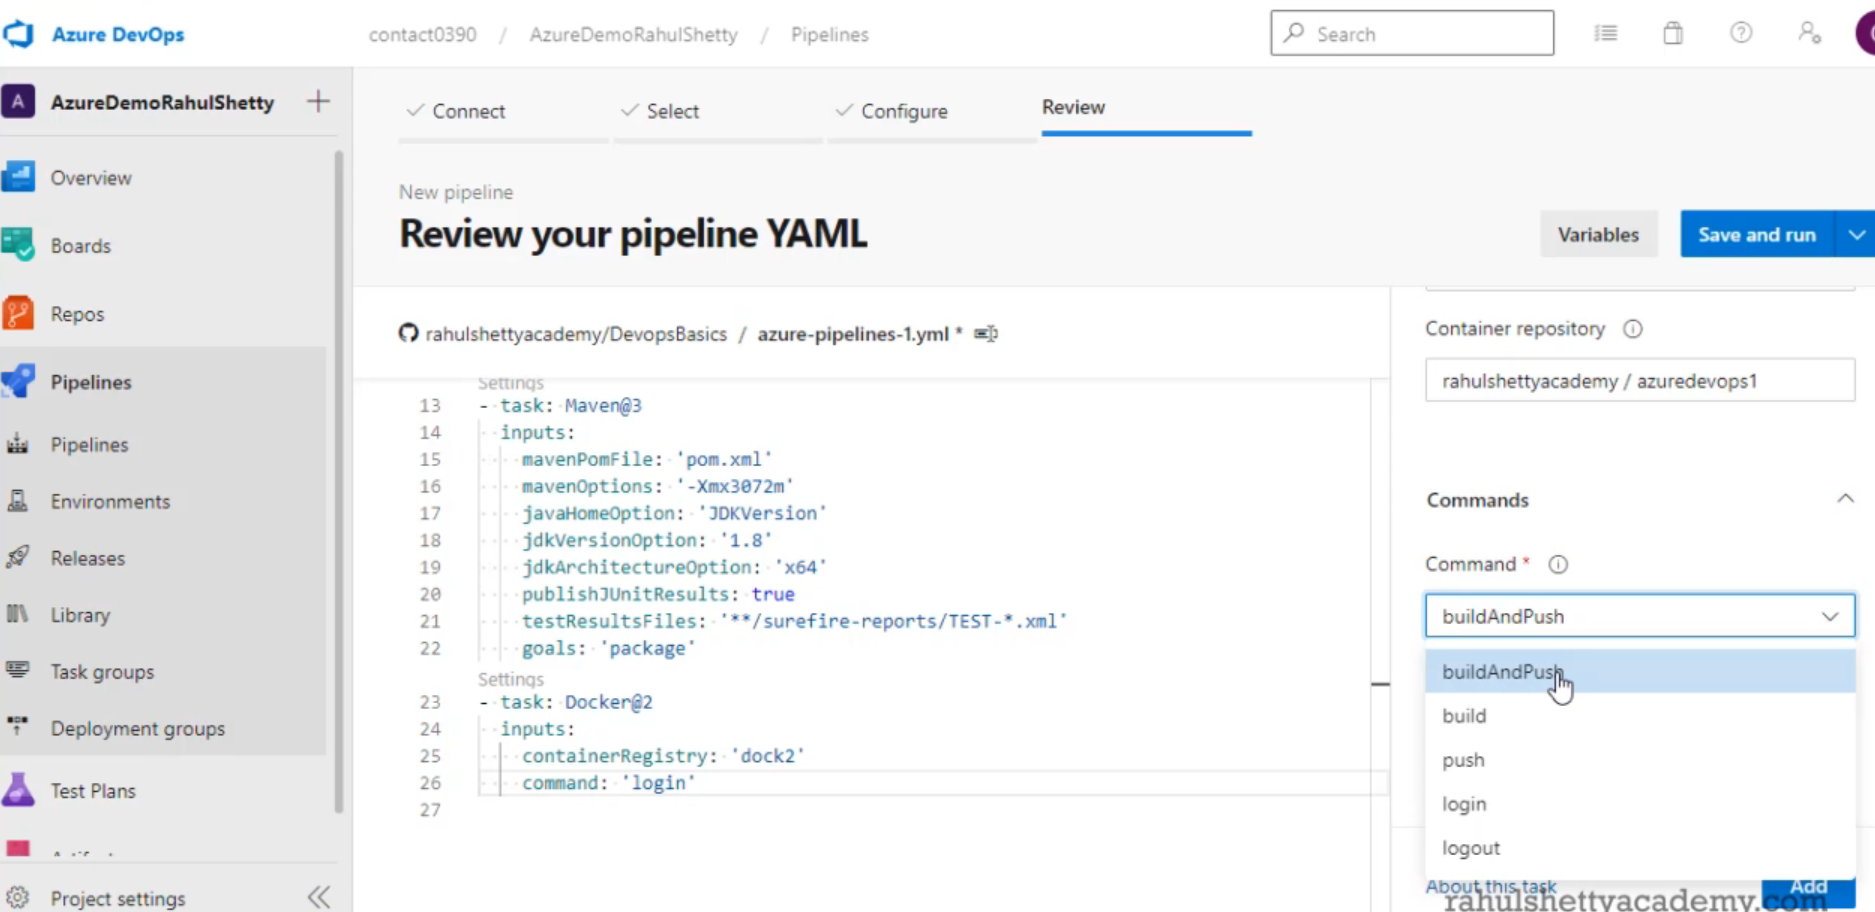 Azure DevOps
contact0390 / AzureDemoRahulShetty / Pipelines
Search
A AzureDemoRahulShetty
Overview
Boards
Repos
Pipelines
Pipelines
Environments
Releases
Library
Task groups
Deployment groups
Test Plans
Project settings
Connect
Select
Configure
Review
New pipeline
Review your pipeline YAML
Variables
Save and run
rahulshettyacademy/DevopsBasics / azure-pipelines-1.yml *
Settings
13 - task: Maven@3
14 inputs:
15 mavenPomFile: 'pom.xml'
16 mavenOptions: '-Xmx3072m'
17 javaHomeOption: 'JDKVersion'
18 jdkVersionOption: '1.8'
19 jdkArchitectureOption: 'x64'
20 publishJUnitResults: true
21 testResultsFiles: '**/surefire-reports/TEST-*.xml'
22 goals: 'package'
Settings
23 - task: Docker@2
24 inputs:
25 containerRegistry: 'dock2'
26 command: 'login'
27
Container repository
rahulshettyacademy / azuredevops1
Commands
Command *
buildAndPush
buildAndPush
build
push
login
logout
About this task
Add
rahulshettyacademy.com